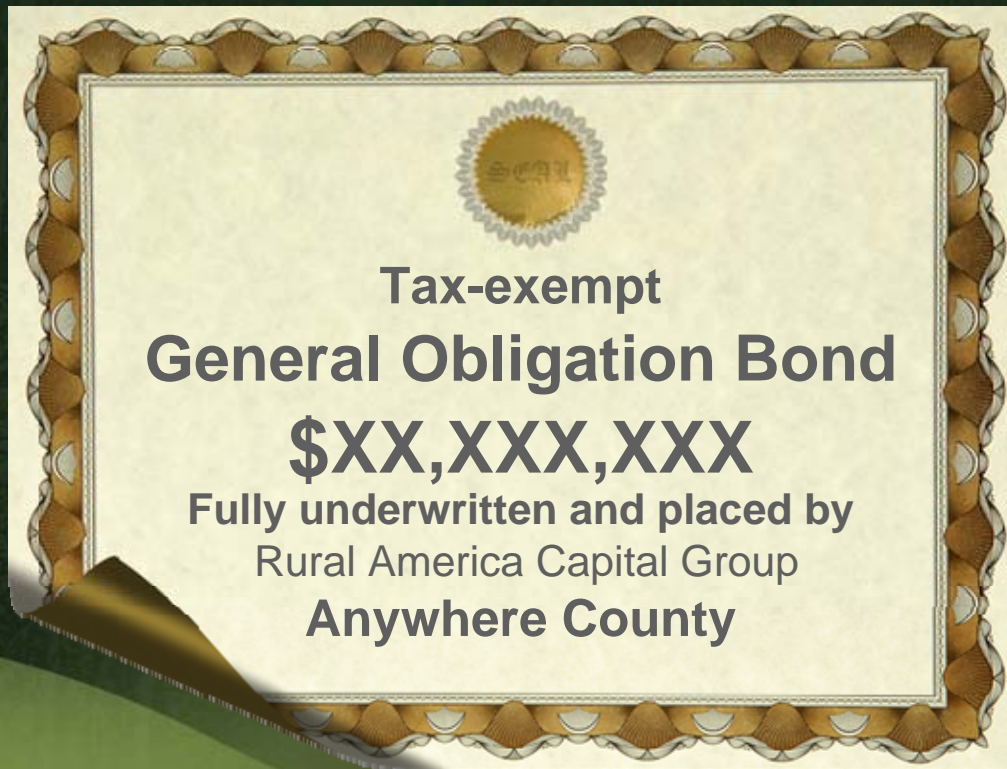 SEAL
Tax-exempt
General Obligation Bond
$XX,XXX,XXX
Fully underwritten and placed by
Rural America Capital Group
Anywhere County